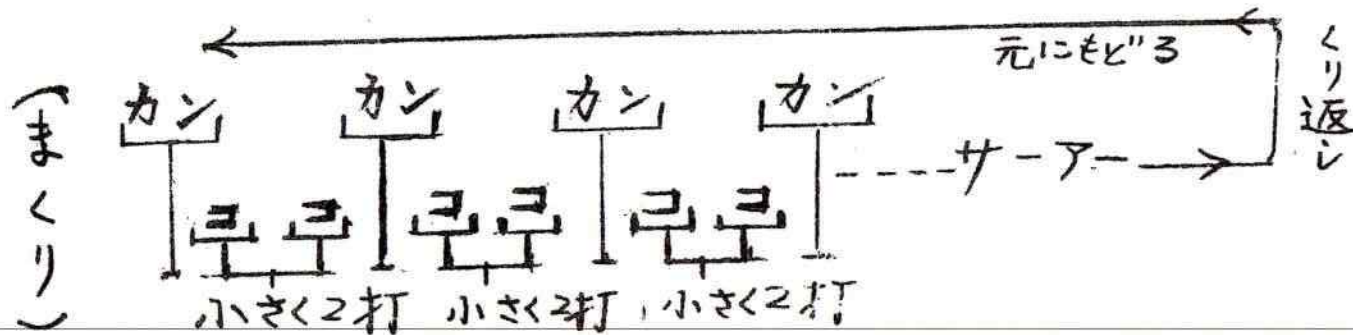 (まくり)
元にもどる
くり返し
カン カン カン カン
サーアー
コ コ コ コ コ コ
小さく2打 小さく2打 小さく2打